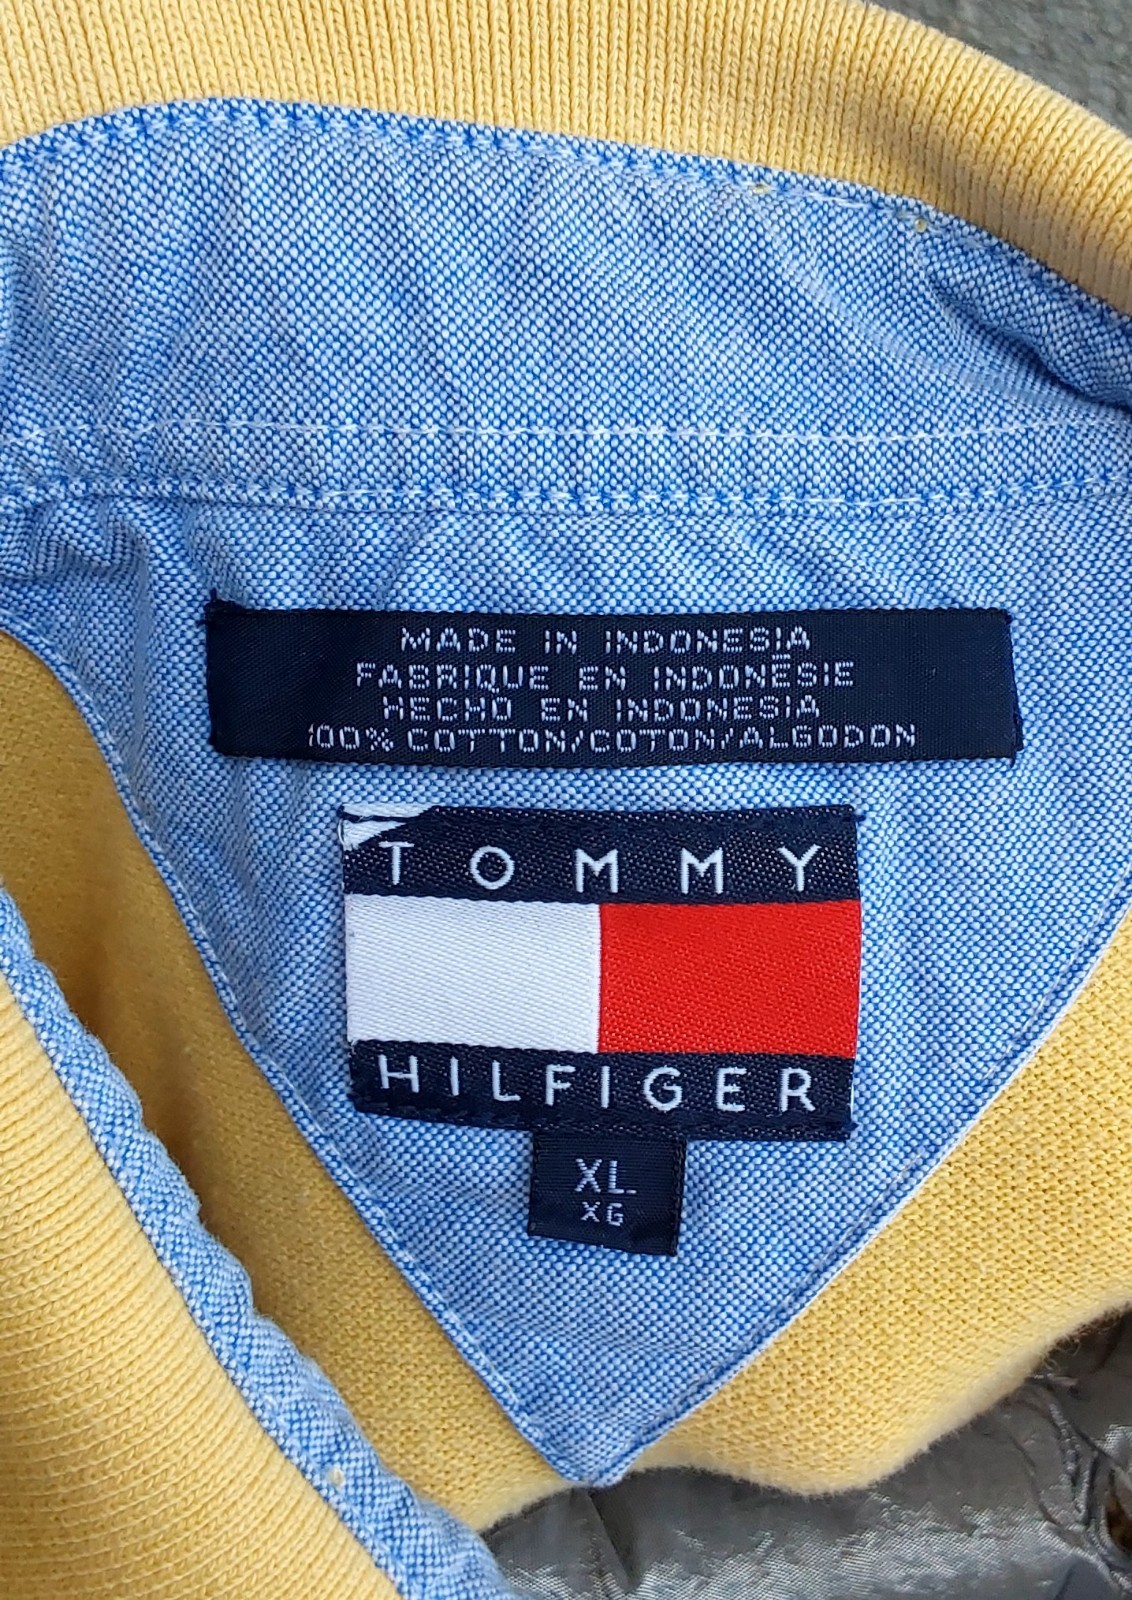 MADE IN INDONESIA
FABRIQUE EN INDONÉSIE
HECHO EN INDONESIA
100% COTTON/COTON/ALGODON
TOMMY
HILFIGER
XL
XG